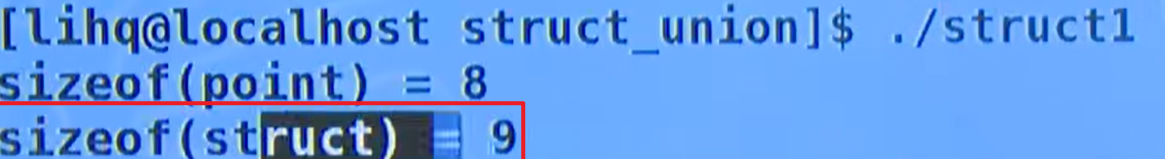 [lihq@localhost struct_union]$ ./struct1
sizeof(point) = 8
sizeof(struct) = 9